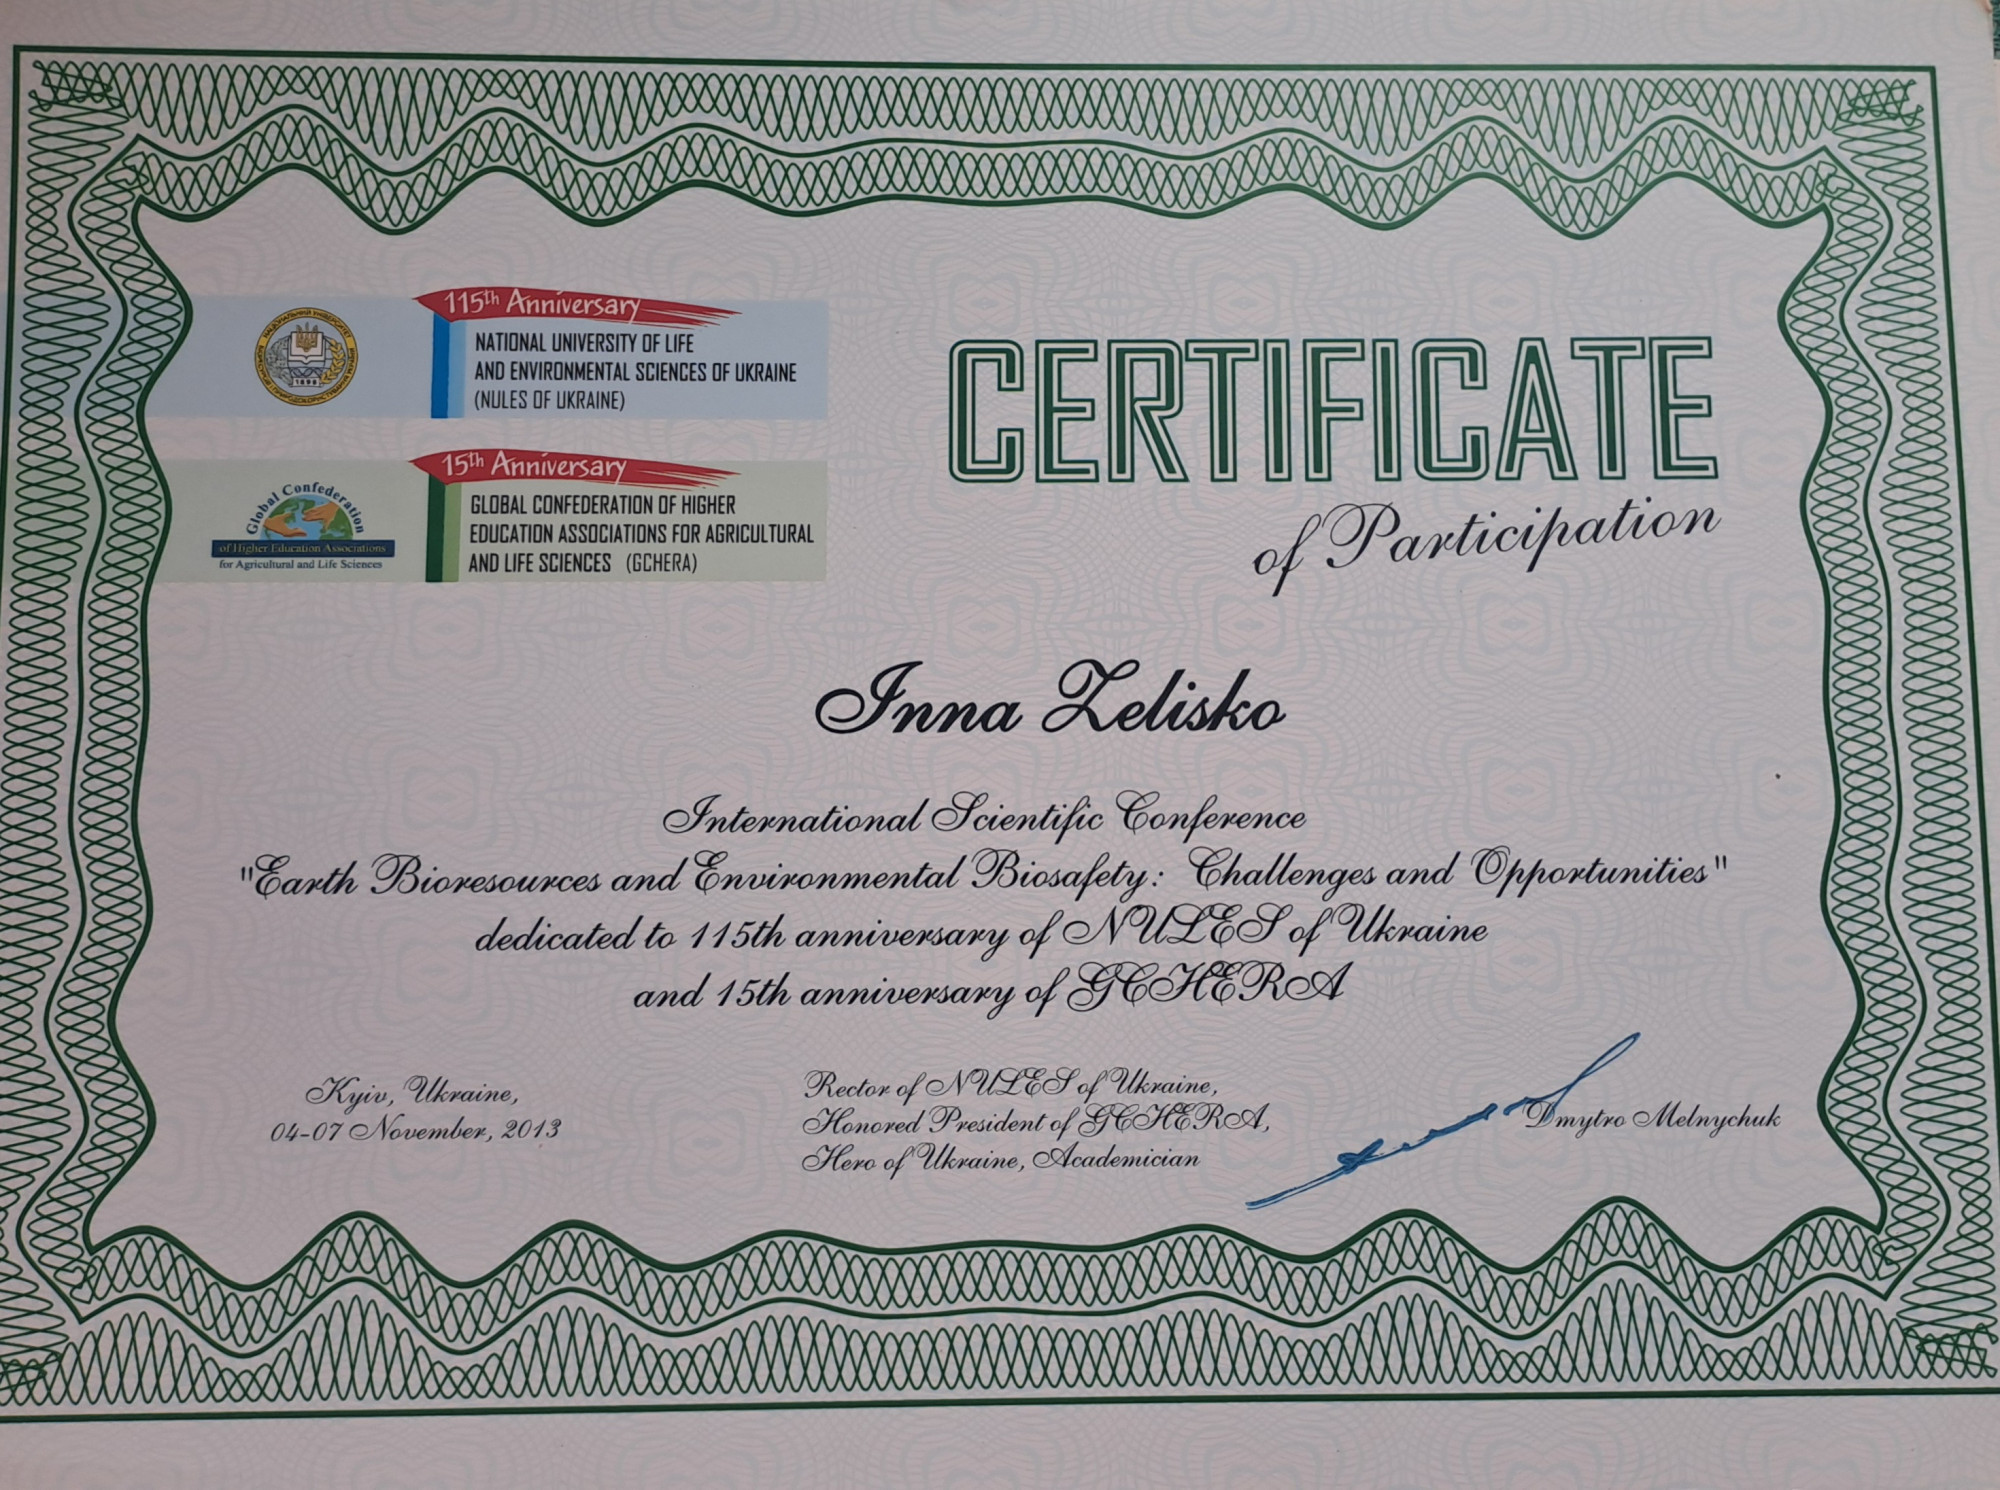 115th Anniversary
NATIONAL UNIVERSITY OF LIFE
AND ENVIRONMENTAL SCIENCES OF UKRAINE
(NULES OF UKRAINE)
1898
15th Anniversary
GLOBAL CONFEDERATION OF HIGHER
EDUCATION ASSOCIATIONS FOR AGRICULTURAL
AND LIFE SCIENCES (GCHERA)
Global Confederation
of Higher Education Associations
for Agricultural and Life Sciences
CERTIFICATE
of Participation
Inna Zelisko
International Scientific Conference
"Earth Bioresources and Environmental Biosafety: Challenges and Opportunities"
dedicated to 115th anniversary of NULES of Ukraine
and 15th anniversary of GCHERA
Kyiv, Ukraine,
04-07 November, 2013
Rector of NULES of Ukraine,
Honored President of GCHERA,
Hero of Ukraine, Academician
Dmytro Melnychuk